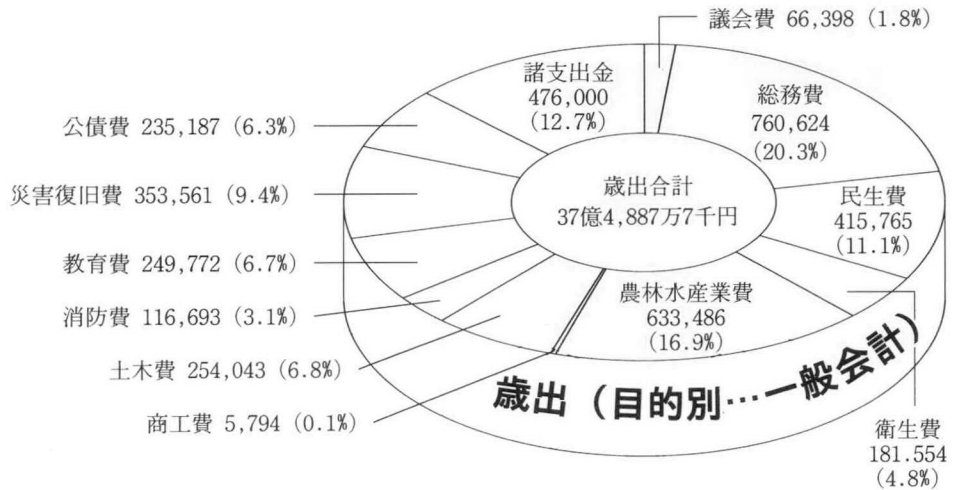 議会費 66,398（1.8%）
総務費
760,624
（20.3%）
民生費
415,765
（11.1%）
衛生費
181.554
（4.8%）
農林水産業費
633,486
（16.9%）
商工費 5,794（0.1%）
土木費 254,043（6.8%）
消防費 116,693（3.1%）
教育費 249,772（6.7%）
災害復旧費 353,561（9.4%）
公債費 235,187（6.3%）
諸支出金
476,000
（12.7%）
歳出合計
37億4,887万7千円
歳出（目的別…一般会計）